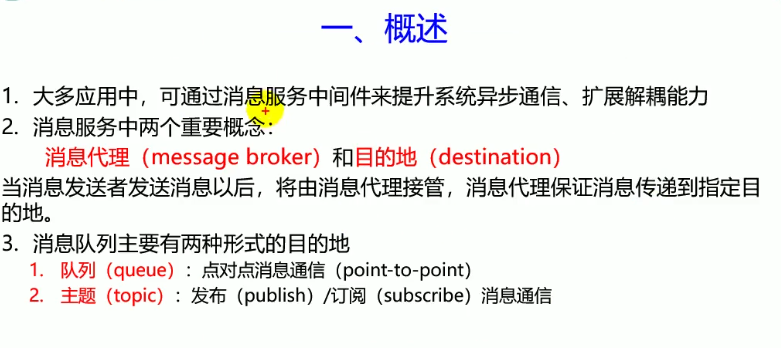 一、概述
1. 大多应用中，可通过消息服务中间件来提升系统异步通信、扩展解耦能力
2. 消息服务中两个重要概念：
消息代理（message broker）和目的地（destination）
当消息发送者发送消息以后，将由消息代理接管，消息代理保证消息传递到指定目
的地。
3. 消息队列主要有两种形式的目的地
1. 队列（queue）：点对点消息通信（point-to-point）
2. 主题（topic）：发布（publish）/订阅（subscribe）消息通信